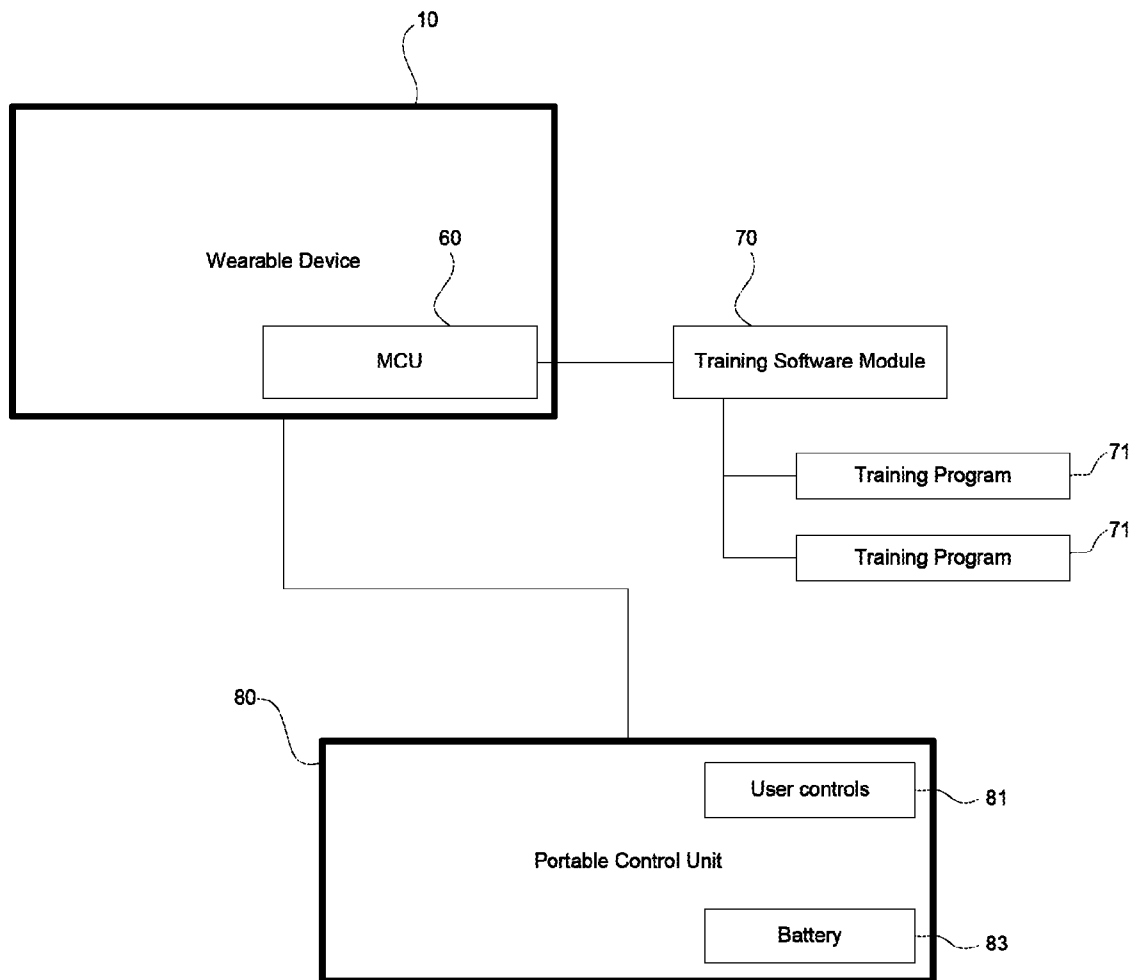 10
Wearable Device
60
70
MCU
Training Software Module
71
Training Program
71
Training Program
80
User controls
81
Portable Control Unit
Battery
83